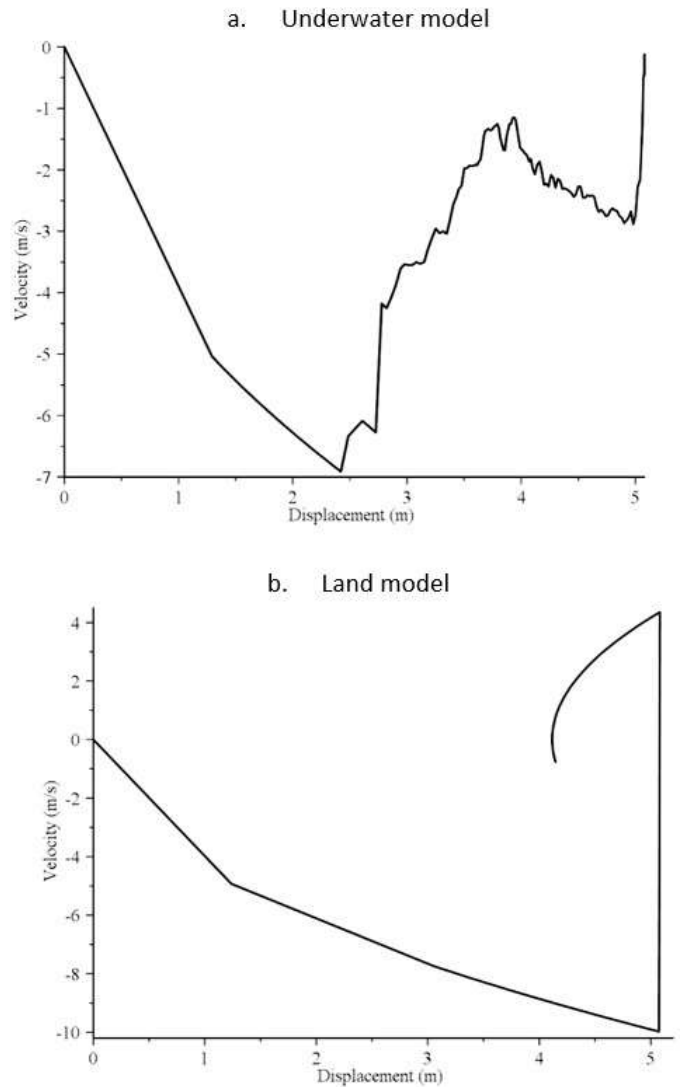 a. Underwater model
0
-1
-2
-3
-4
-5
-6
-7
Velocity (m/s)
0 1 2 3 4 5
Displacement (m)
b. Land model
4
2
0
-2
-4
-6
-8
-10
Velocity (m/s)
0 1 2 3 4 5
Displacement (m)